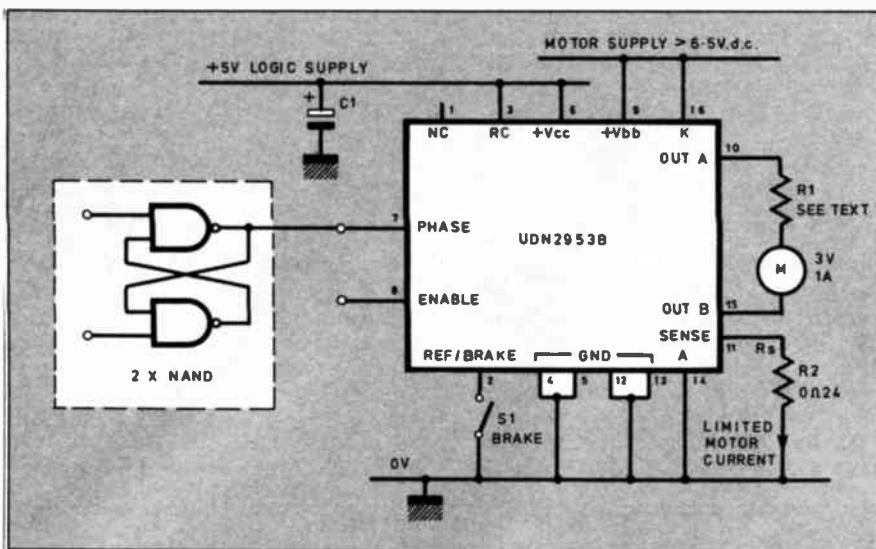 MOTOR SUPPLY > 6·5V.d.c.
+5V LOGIC SUPPLY
+
C1
1
3
6
9
16
NC
RC
+Vcc
+Vbb
K
OUT A
10
R1
SEE TEXT
7
PHASE
UDN2953B
M
3V
1A
8
ENABLE
OUT B
15
SENSE
11
Rs
REF/BRAKE
GND
A
2 X NAND
2
4
5
12
13
14
R2
0Ω24
S1
BRAKE
LIMITED
MOTOR
CURRENT
0V